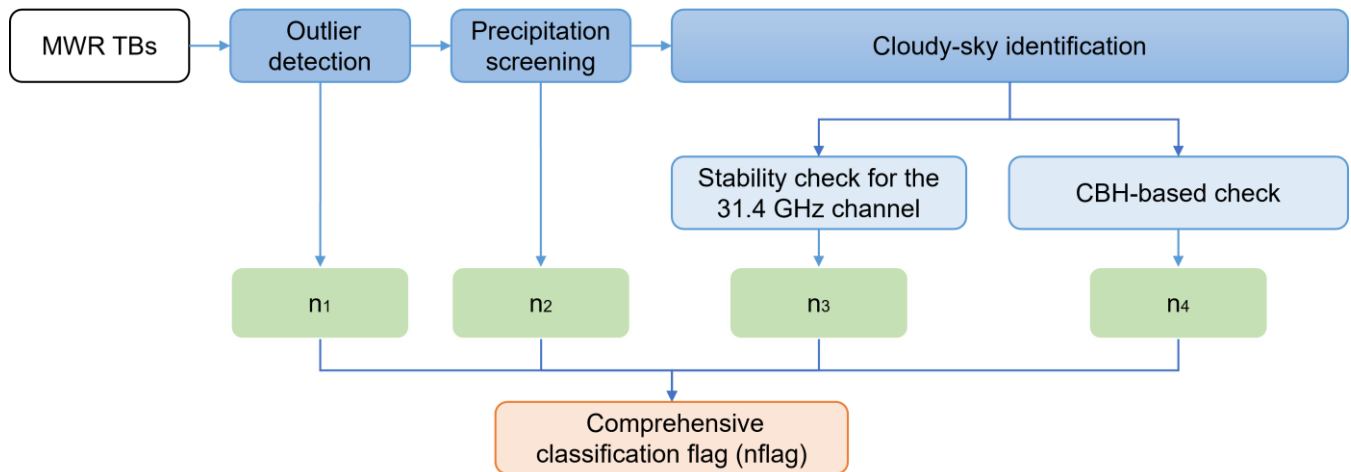 MWR TBs
Outlier
detection
Precipitation
screening
Cloudy-sky identification
Stability check for the
31.4 GHz channel
CBH-based check
n₁
n₂
n₃
n₄
Comprehensive
classification flag (nflag)